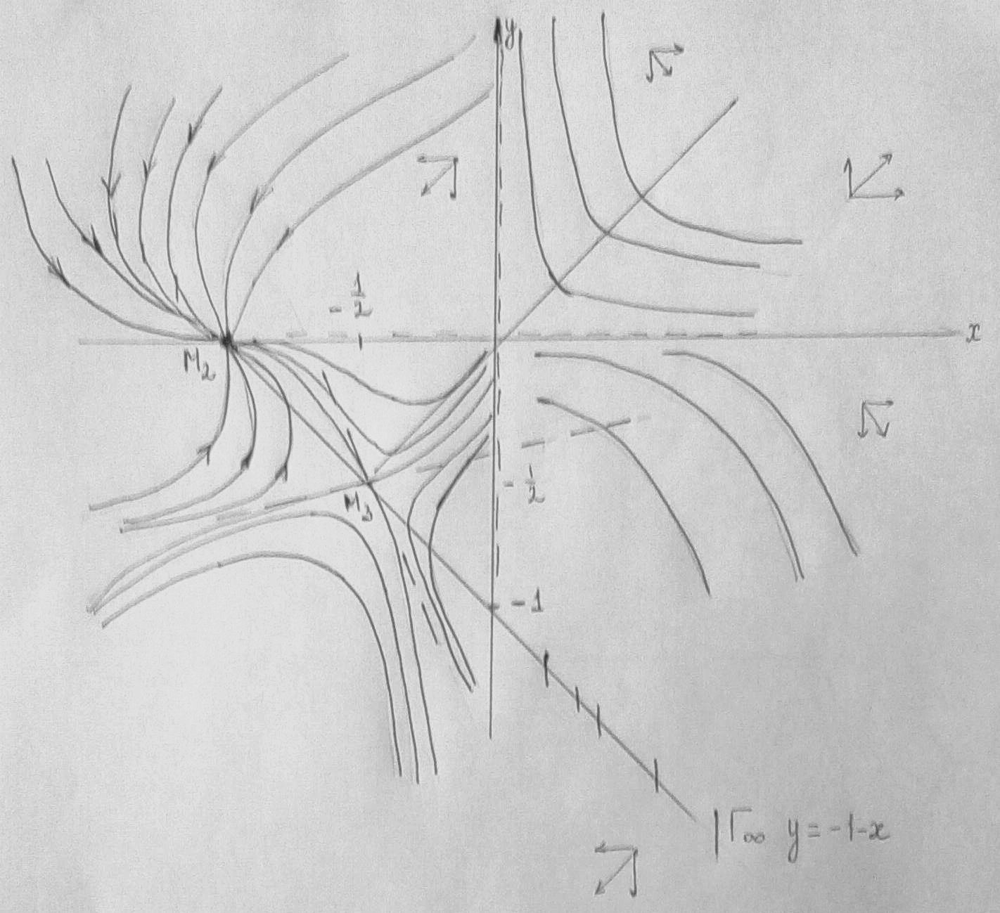 y
- 1/2
x
M₂
- 1/2
M₃
- 1
| Γ∞ y = -1-x